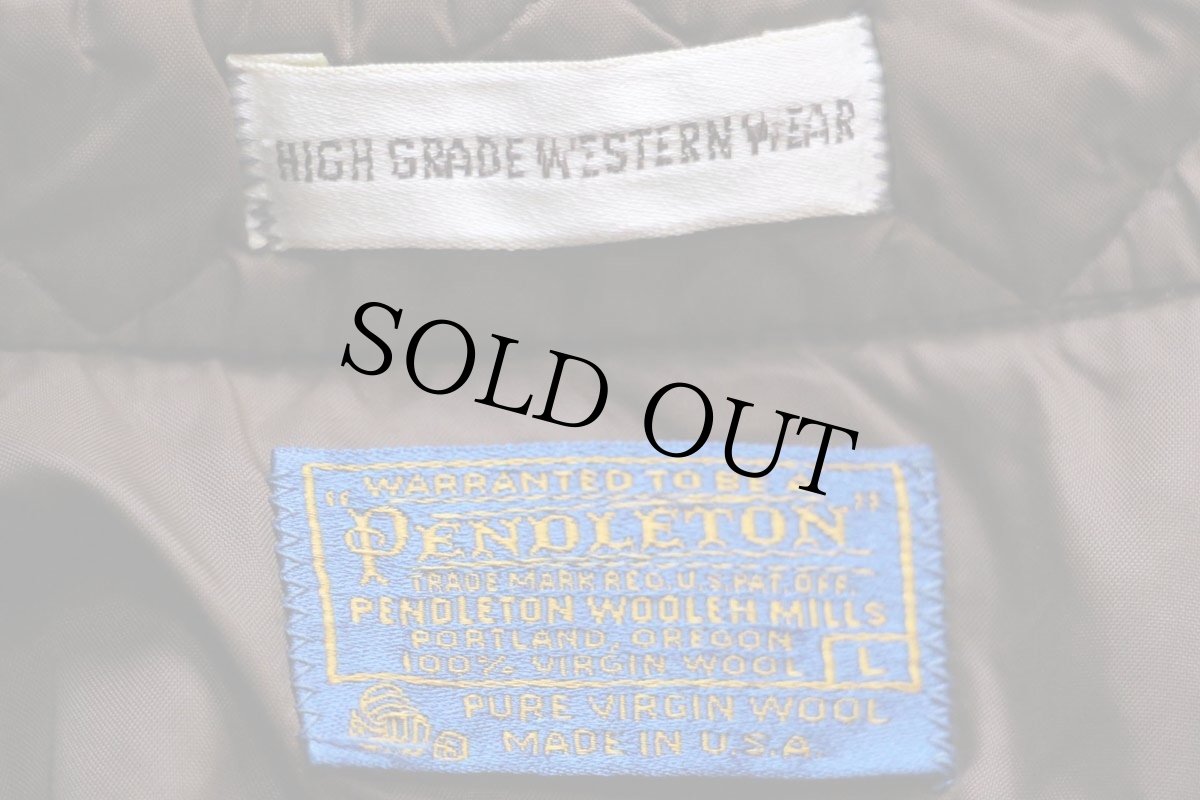 HIGH GRADE WESTERN WEAR
SOLD OUT
WARRANTED TO BE A
"PENDLETON"
TRADE MARK REG. U.S. PAT. OFF.
PENDLETON WOOLEN MILLS
PORTLAND, OREGON
100% VIRGIN WOOL L
PURE VIRGIN WOOL
MADE IN U.S.A.